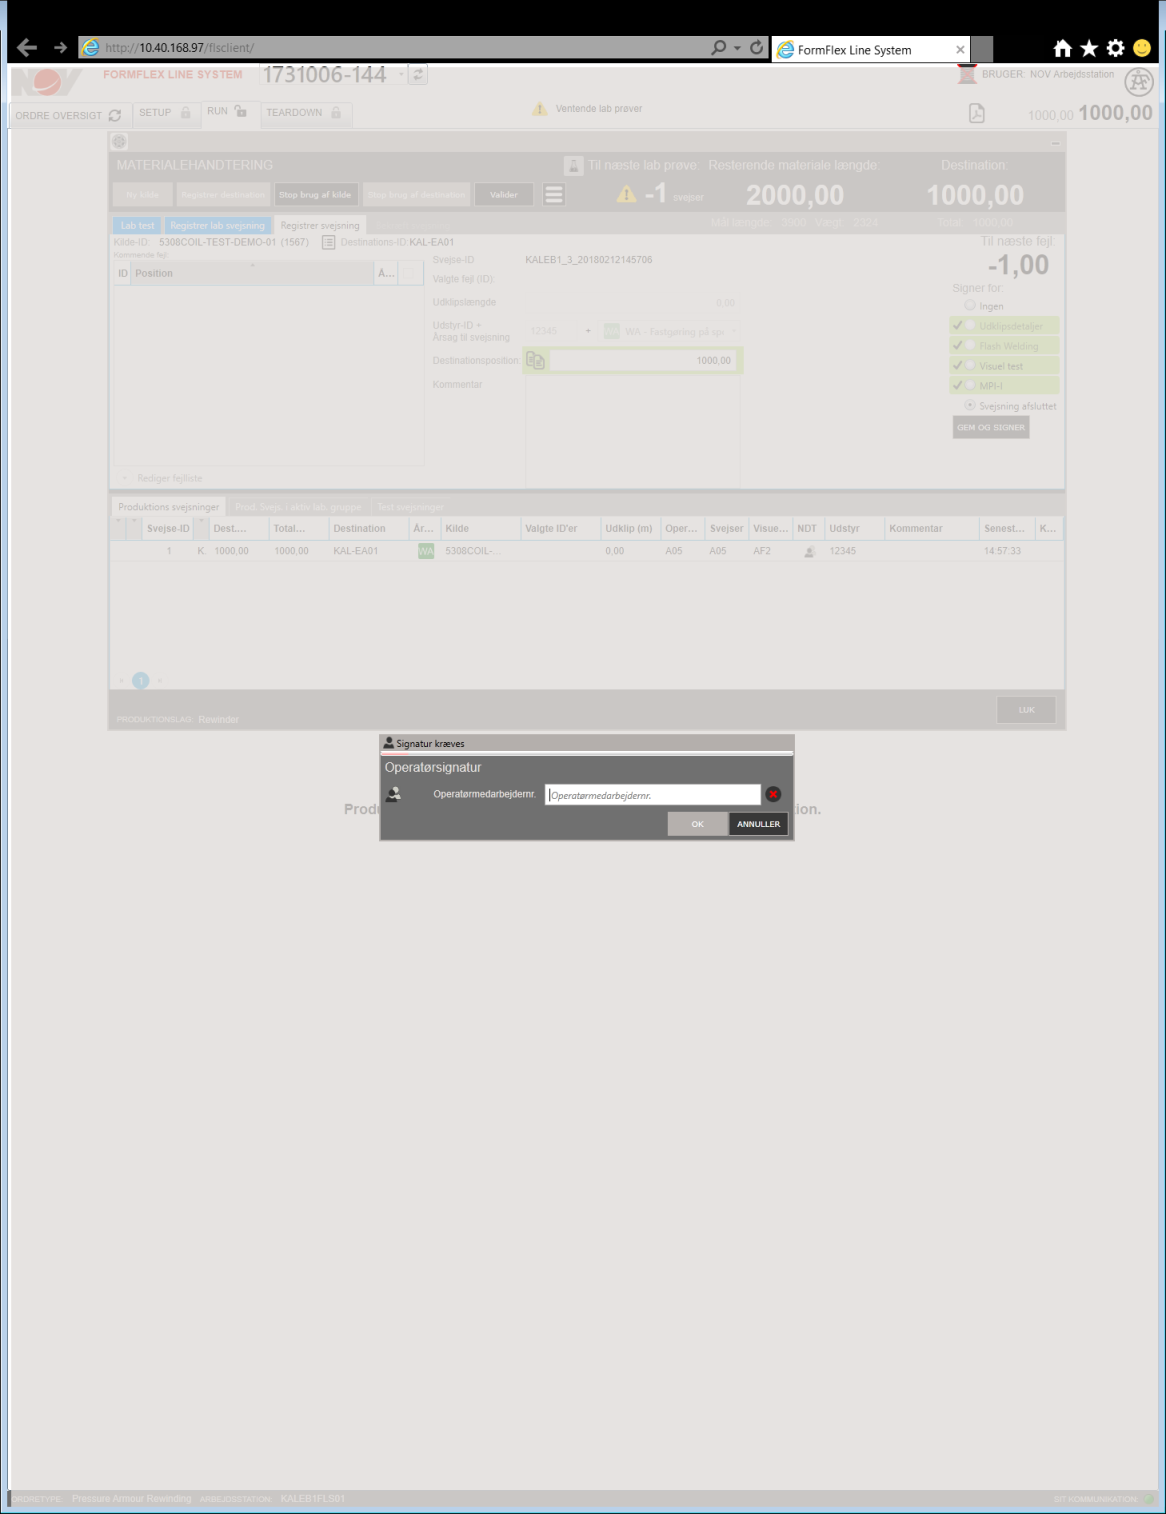 http://10.40.168.97/fisclient/
FormFlex Line System
NOV
FORMFLEX LINE SYSTEM
1731006-144
BRUGER: NOV Arbejdsstation
ORDRE OVERSIGT
SETUP
RUN
TEARDOWN
Ventende lab prøver
1000,00 1000,00
MATERIALEHANDTERING
Til næste lab prøve:
Resterende materiale længde:
Destination:
Ny kilde
Registrer destination
Stop brug af kilde
Stop brug af destination
Valider
-1 svejser
2000,00
1000,00
Total: 1000,00
Lab test
Registrer lab svejsning
Registrer svejsning
Kilde-ID: 5308COIL-TEST-DEMO-01 (1567)
Destinations-ID: KAL-EA01
Til næste fejl:
-1,00
Kommende fejl
ID
Position
Å...
Svejse-ID
KALEB1_3_20180212145706
Valgte fejl (ID)
Udklipslængde
0,00
Udstyr-ID +
Årsag til svejsning
12345
+
WA
WA - Fastgøring på spo
Destinationsposition
1000,00
Kommentar
Signer for:
Ingen
Udklipsdetaljer
Flash Welding
Visuel test
MPI-I
Svejsning afsluttet
GEM OG SIGNER
Rediger fejlliste
Produktions svejsninger
Prod. Svejs. i aktiv lab. gruppe
Test svejsninger
Svejse-ID
Dest....
Total...
Destination
År...
Kilde
Valgte ID'er
Udklip (m)
Oper...
Svejser
Visue...
NDT
Udstyr
Kommentar
Senest...
K...
1
K.
1000,00
1000,00
KAL-EA01
WA
5308COIL-...
0,00
A05
A05
AF2
12345
14:57:33
1
PRODUKTIONSLAG: Rewinder
LUK
Signatur kræves
Operatørsignatur
Operatørmedarbejdernr.
Operatørmedarbejdernr.
OK
ANNULLER
Prod
ion.
ORDRETYPE: Pressure Armour Rewinding
ARBEJDSSTATION: KALEB1FLS01
SIT KOMMUNIKATION: